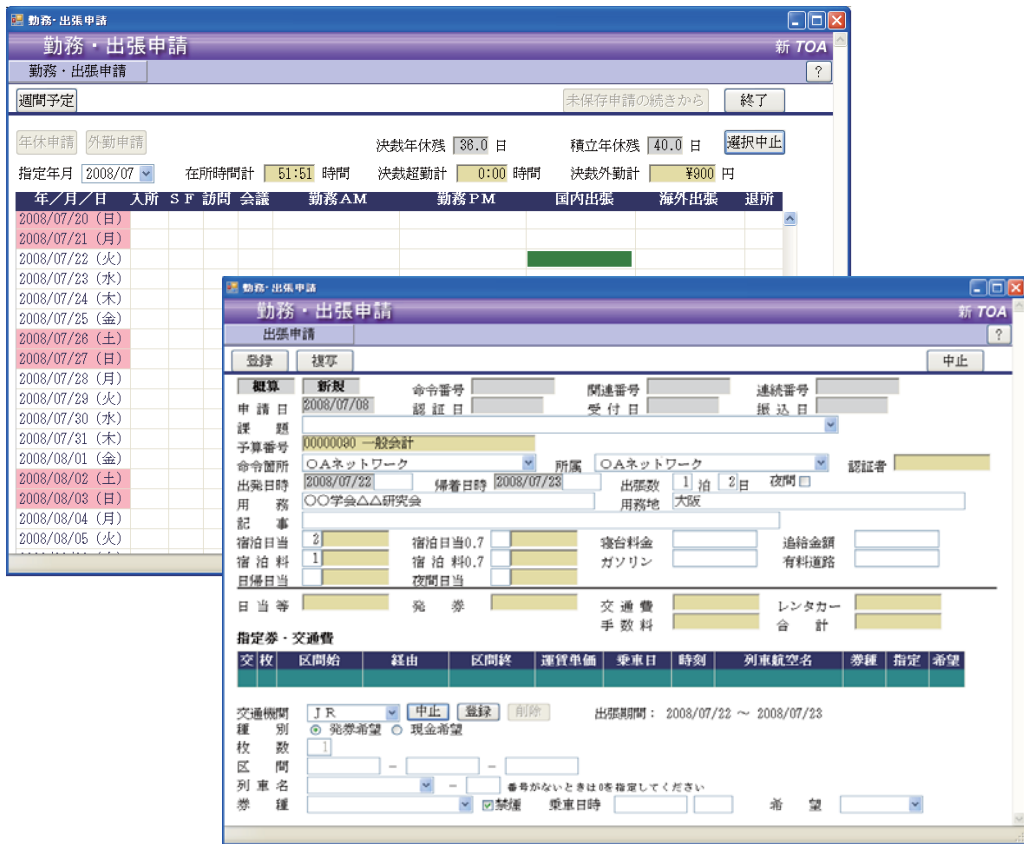 勤務・出張申請
勤務・出張申請 新 TOA
勤務・出張申請 ?
週間予定 未保存申請の続きから 終了
年休申請 外勤申請 決裁年休残 36.0 日 積立年休残 40.0 日 選択中止
指定年月 2008/07 在所時間計 51:51 時間 決裁超勤計 0:00 時間 決裁外勤計 ¥900 円
年/月/日 入所 SF 訪問 会議 勤務AM 勤務PM 国内出張 海外出張 退所
2008/07/20 (日)
2008/07/21 (月)
2008/07/22 (火)
2008/07/23 (水)
2008/07/24 (木)
2008/07/25 (金)
2008/07/26 (土)
2008/07/27 (日)
2008/07/28 (月)
2008/07/29 (火)
2008/07/30 (水)
2008/07/31 (木)
2008/08/01 (金)
2008/08/02 (土)
2008/08/03 (日)
2008/08/04 (月)
2008/08/05 (火)
勤務・出張申請
勤務・出張申請 新 TOA
出張申請 ?
登録 複写 中止
概算 新規 命令番号 関連番号 連続番号
申請日 2008/07/08 認証日 受付日 振込日
課題
予算番号 00000090 一般会計
命令箇所 OAネットワーク 所属 OAネットワーク 認証者
出発日時 2008/07/22 帰着日時 2008/07/23 出張数 1 泊 2 日 夜間
用務 〇〇学会△△研究会 用務地 大阪
記事
宿泊日当 2 宿泊日当0.7 寝台料金 追給金額
宿泊料 1 宿泊料0.7 ガソリン 有料道路
日帰日当 夜間日当
日当等 発券 交通費 レンタカー
手数料 合計
指定券・交通費
交 枚 区間始 経由 区間終 運賃単価 乗車日 時刻 列車航空名 券種 指定 希望
交通機関 JR 中止 登録 削除 出張期間: 2008/07/22 ~ 2008/07/23
種別 発券希望 現金希望
枚数 1
区間 - -
列車名 - 番号がないときは0を指定してください
券種 禁煙 乗車日時 希望